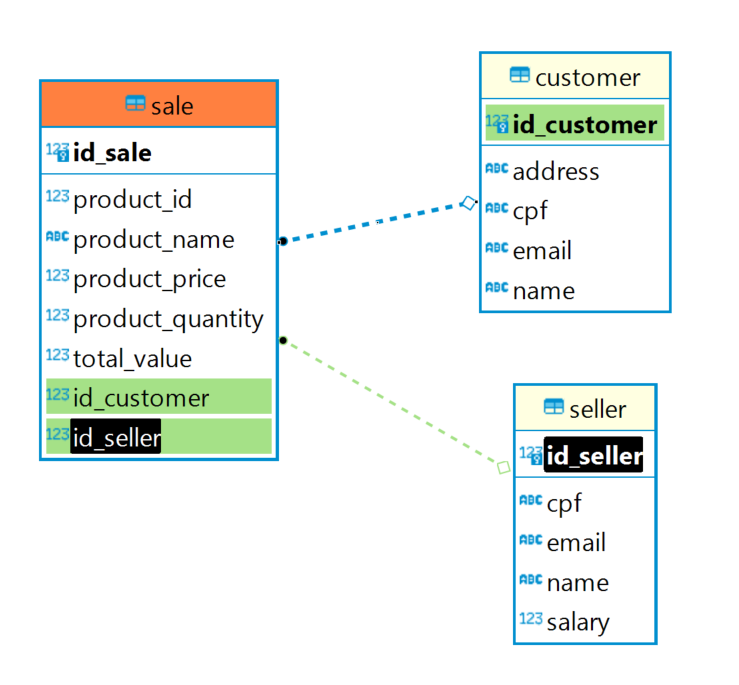 sale
123 id_sale
123 product_id
ABC product_name
123 product_price
123 product_quantity
123 total_value
123 id_customer
123 id_seller
customer
123 id_customer
ABC address
ABC cpf
ABC email
ABC name
seller
123 id_seller
ABC cpf
ABC email
ABC name
123 salary